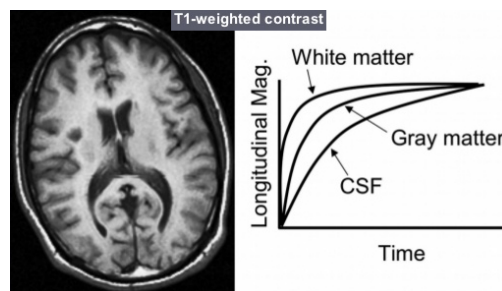 T1-weighted contrast
White matter
Gray matter
CSF
Longitudinal Mag.
Time